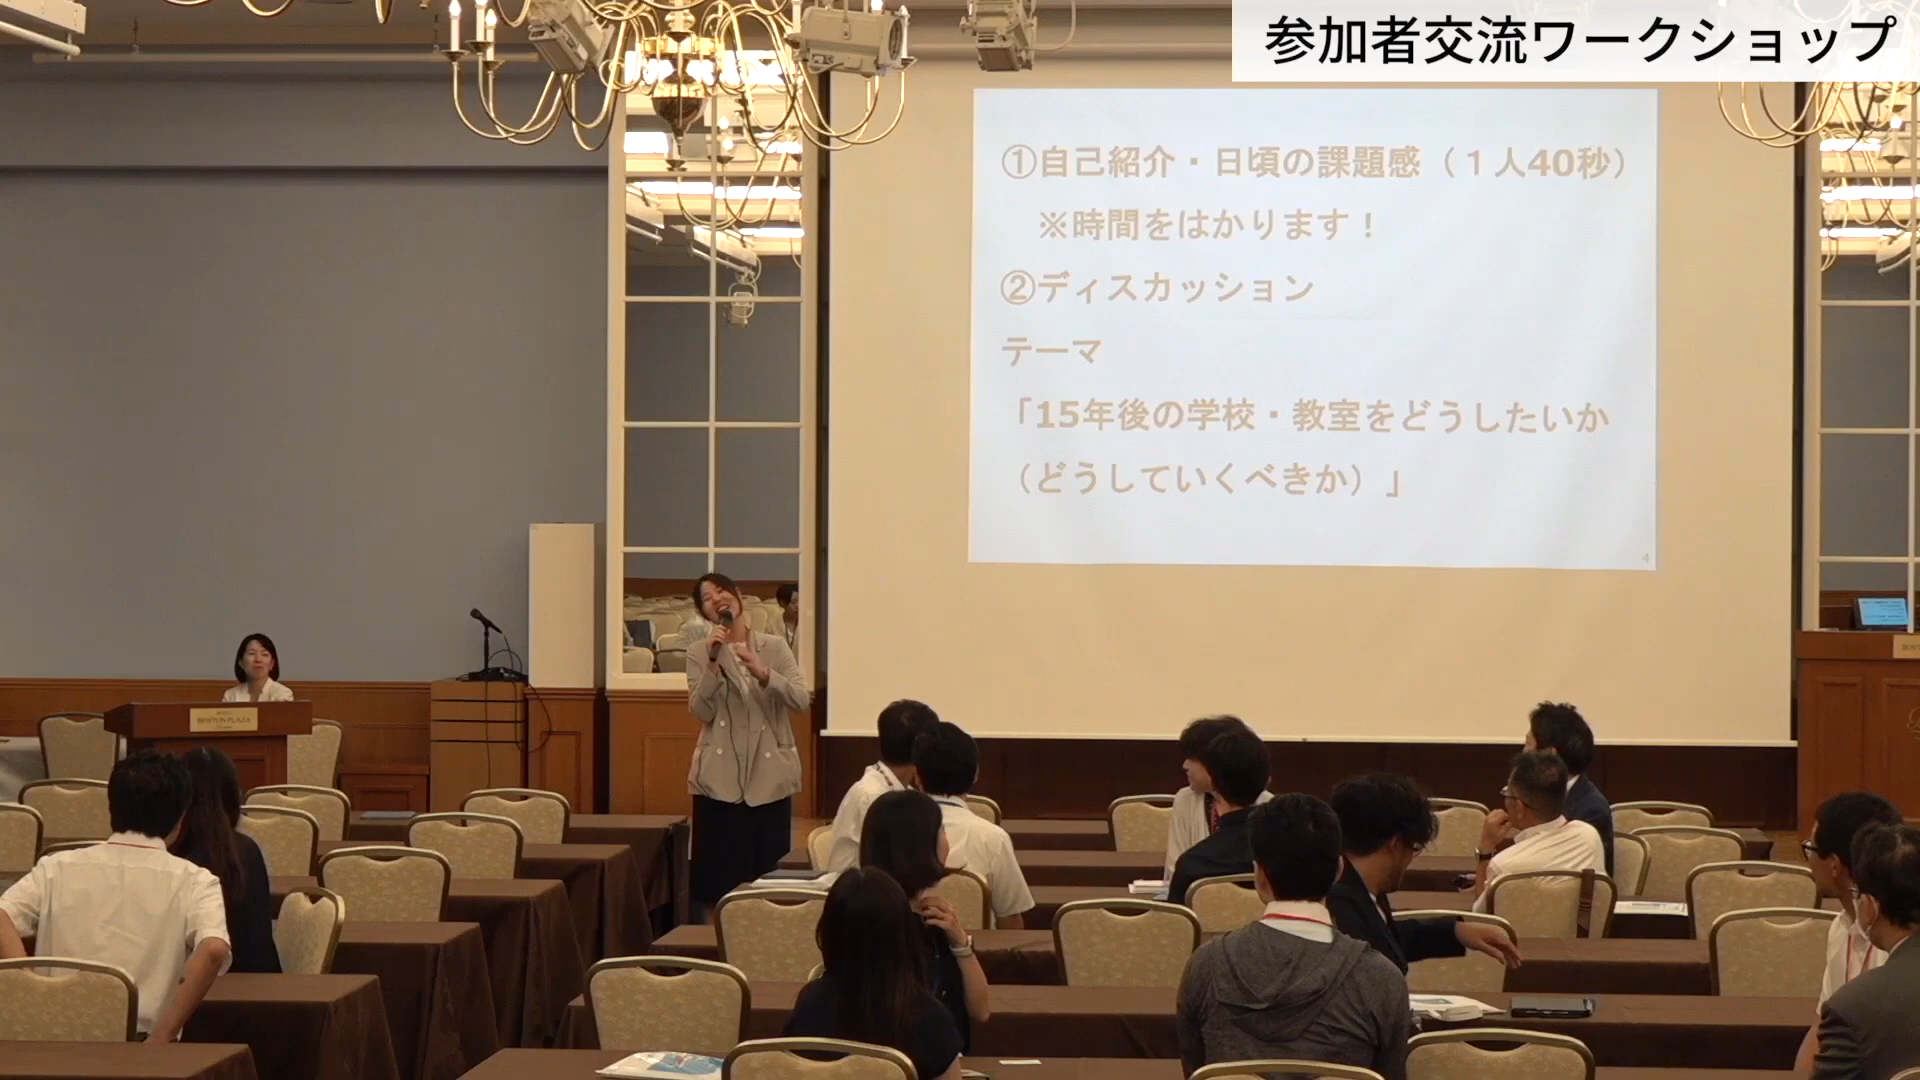 参加者交流ワークショップ
①自己紹介・日頃の課題感（１人40秒）
※時間をはかります！
②ディスカッション
テーマ
「15年後の学校・教室をどうしたいか
（どうしていくべきか）」
4
BOSTON PLAZA